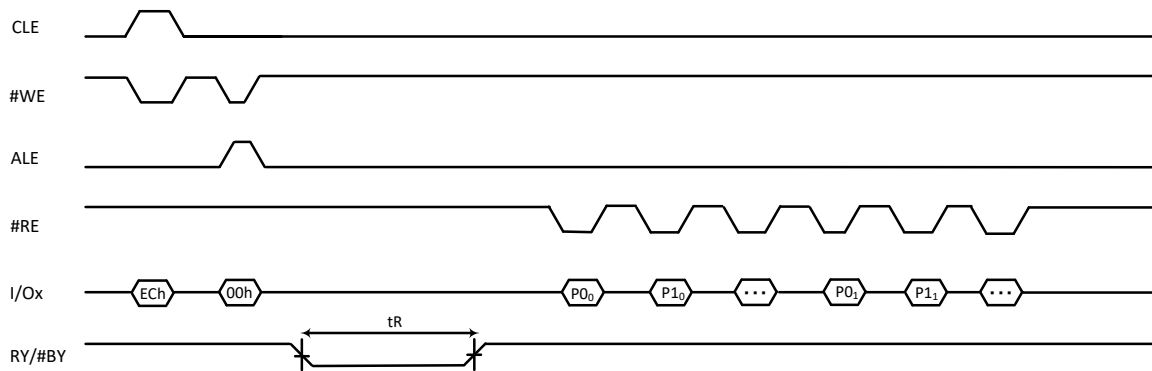 CLE
#WE
ALE
#RE
I/Ox ECh 00h P0₀ P1₀ ... P0₁ P1₁ ...
tR
RY/#BY